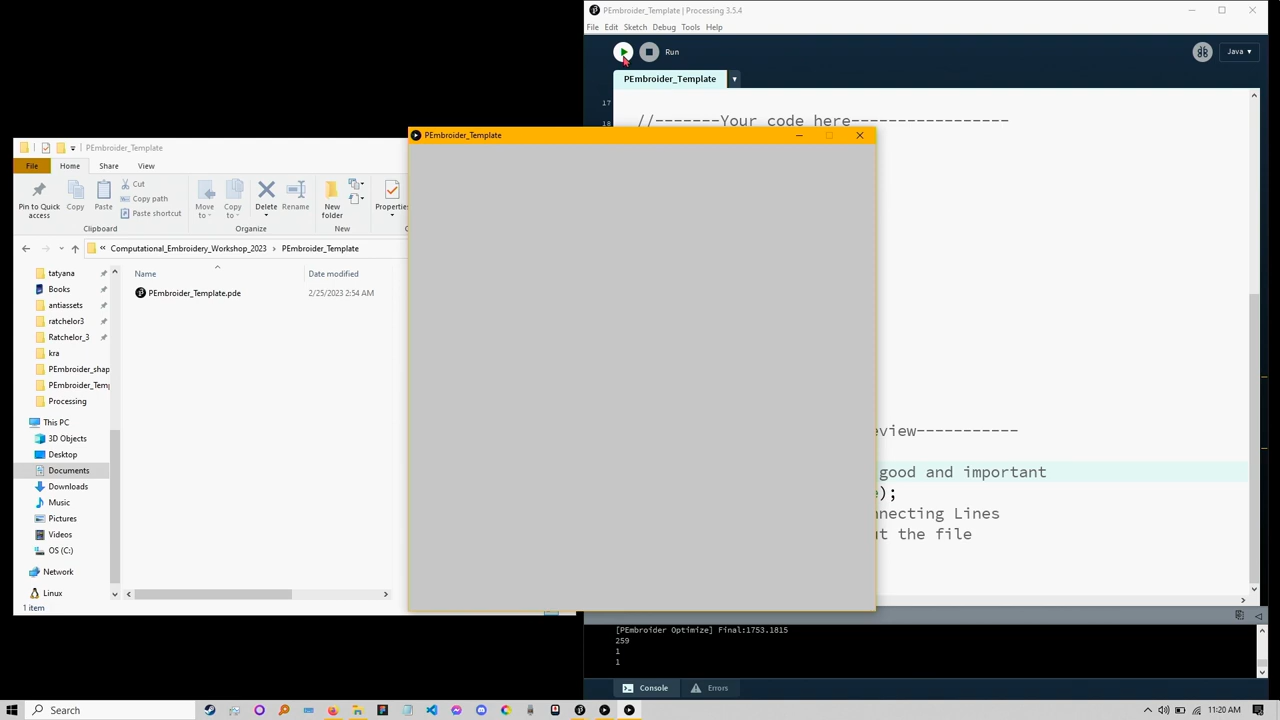 PEmbroider_Template | Processing 3.5.4
File Edit Sketch Debug Tools Help
Run
Java ▾
PEmbroider_Template
17
18
//-------Your code here----------------
PEmbroider_Template
eview-----------
good and important
e);
nnecting Lines
ut the file
[PEmbroider Optimize] Final:1753.1815
259
1
1
Console Errors
PEmbroider_Template
File Home Share View
Pin to Quick access
Copy
Paste
Cut
Copy path
Paste shortcut
Clipboard
Move to
Copy to
Delete
Rename
Organize
New folder
New
Properties
« Computational_Embroidery_Workshop_2023 > PEmbroider_Template
Name Date modified
PEmbroider_Template.pde 2/25/2023 2:54 AM
tatyana
Books
antiassets
ratchelor3
Ratchelor_3
kra
PEmbroider_shap
PEmbroider_Temp
Processing
This PC
3D Objects
Desktop
Documents
Downloads
Music
Pictures
Videos
OS (C:)
Network
Linux
1 item
Search
11:20 AM